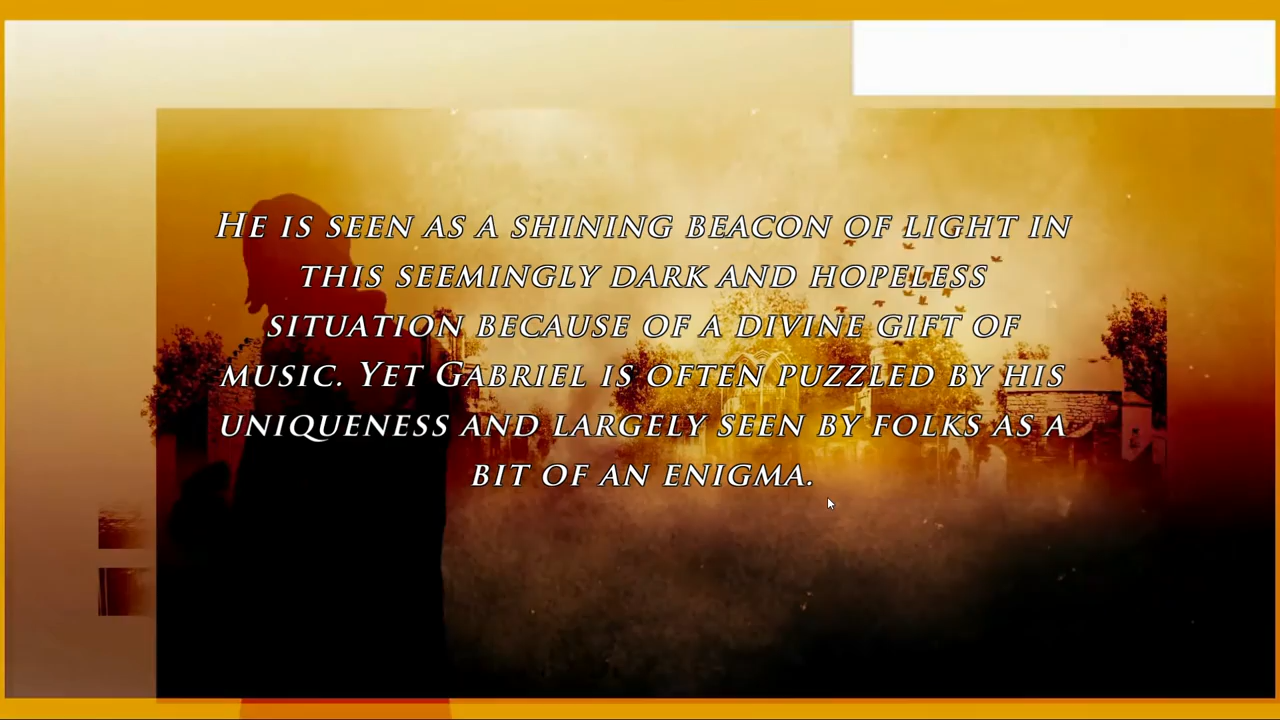 He is seen as a shining beacon of light in
this seemingly dark and hopeless
situation because of a divine gift of
music. Yet Gabriel is often puzzled by his
uniqueness and largely seen by folks as a
bit of an enigma.